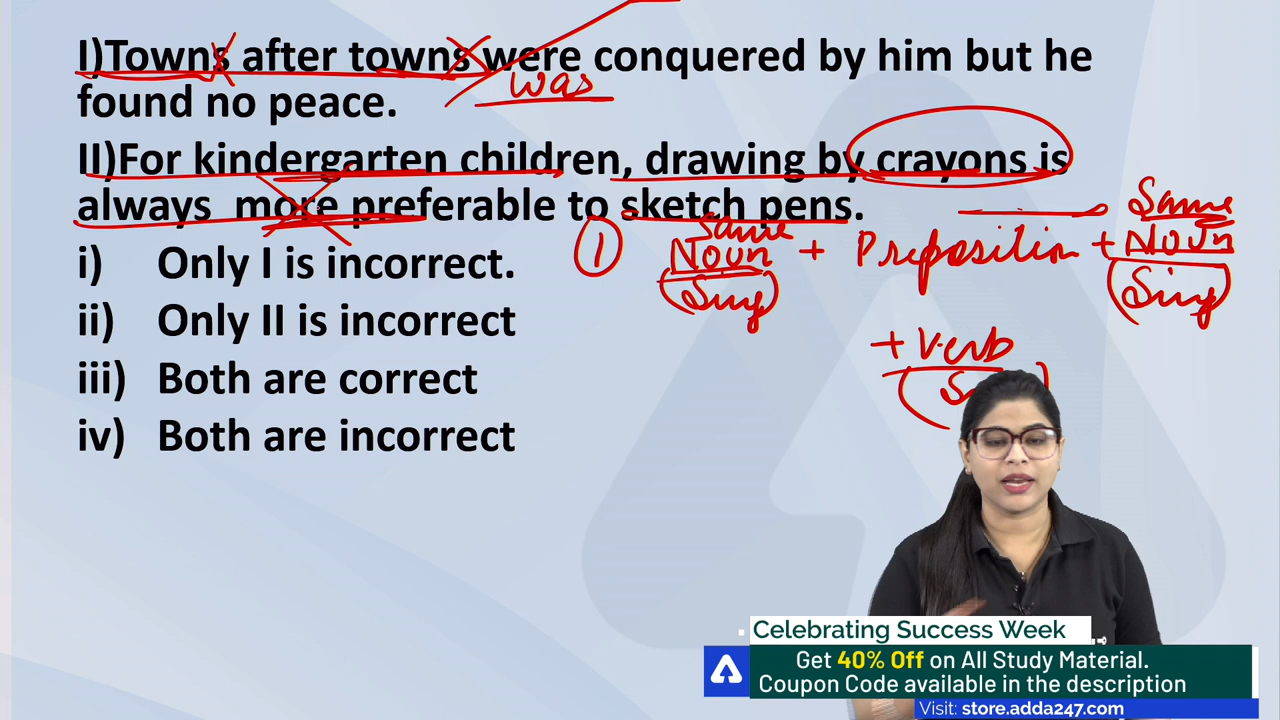 I)Towns after towns were conquered by him but he
was
found no peace.
II)For kindergarten children, drawing by crayons is
always more preferable to sketch pens.
i) Only I is incorrect.
ii) Only II is incorrect
iii) Both are correct
iv) Both are incorrect
① Same Same
Noun + Preposition + Noun
(Sing) (Sing)
+ Verb
Celebrating Success Week
Get 40% Off on All Study Material.
Coupon Code available in the description
Visit: store.adda247.com